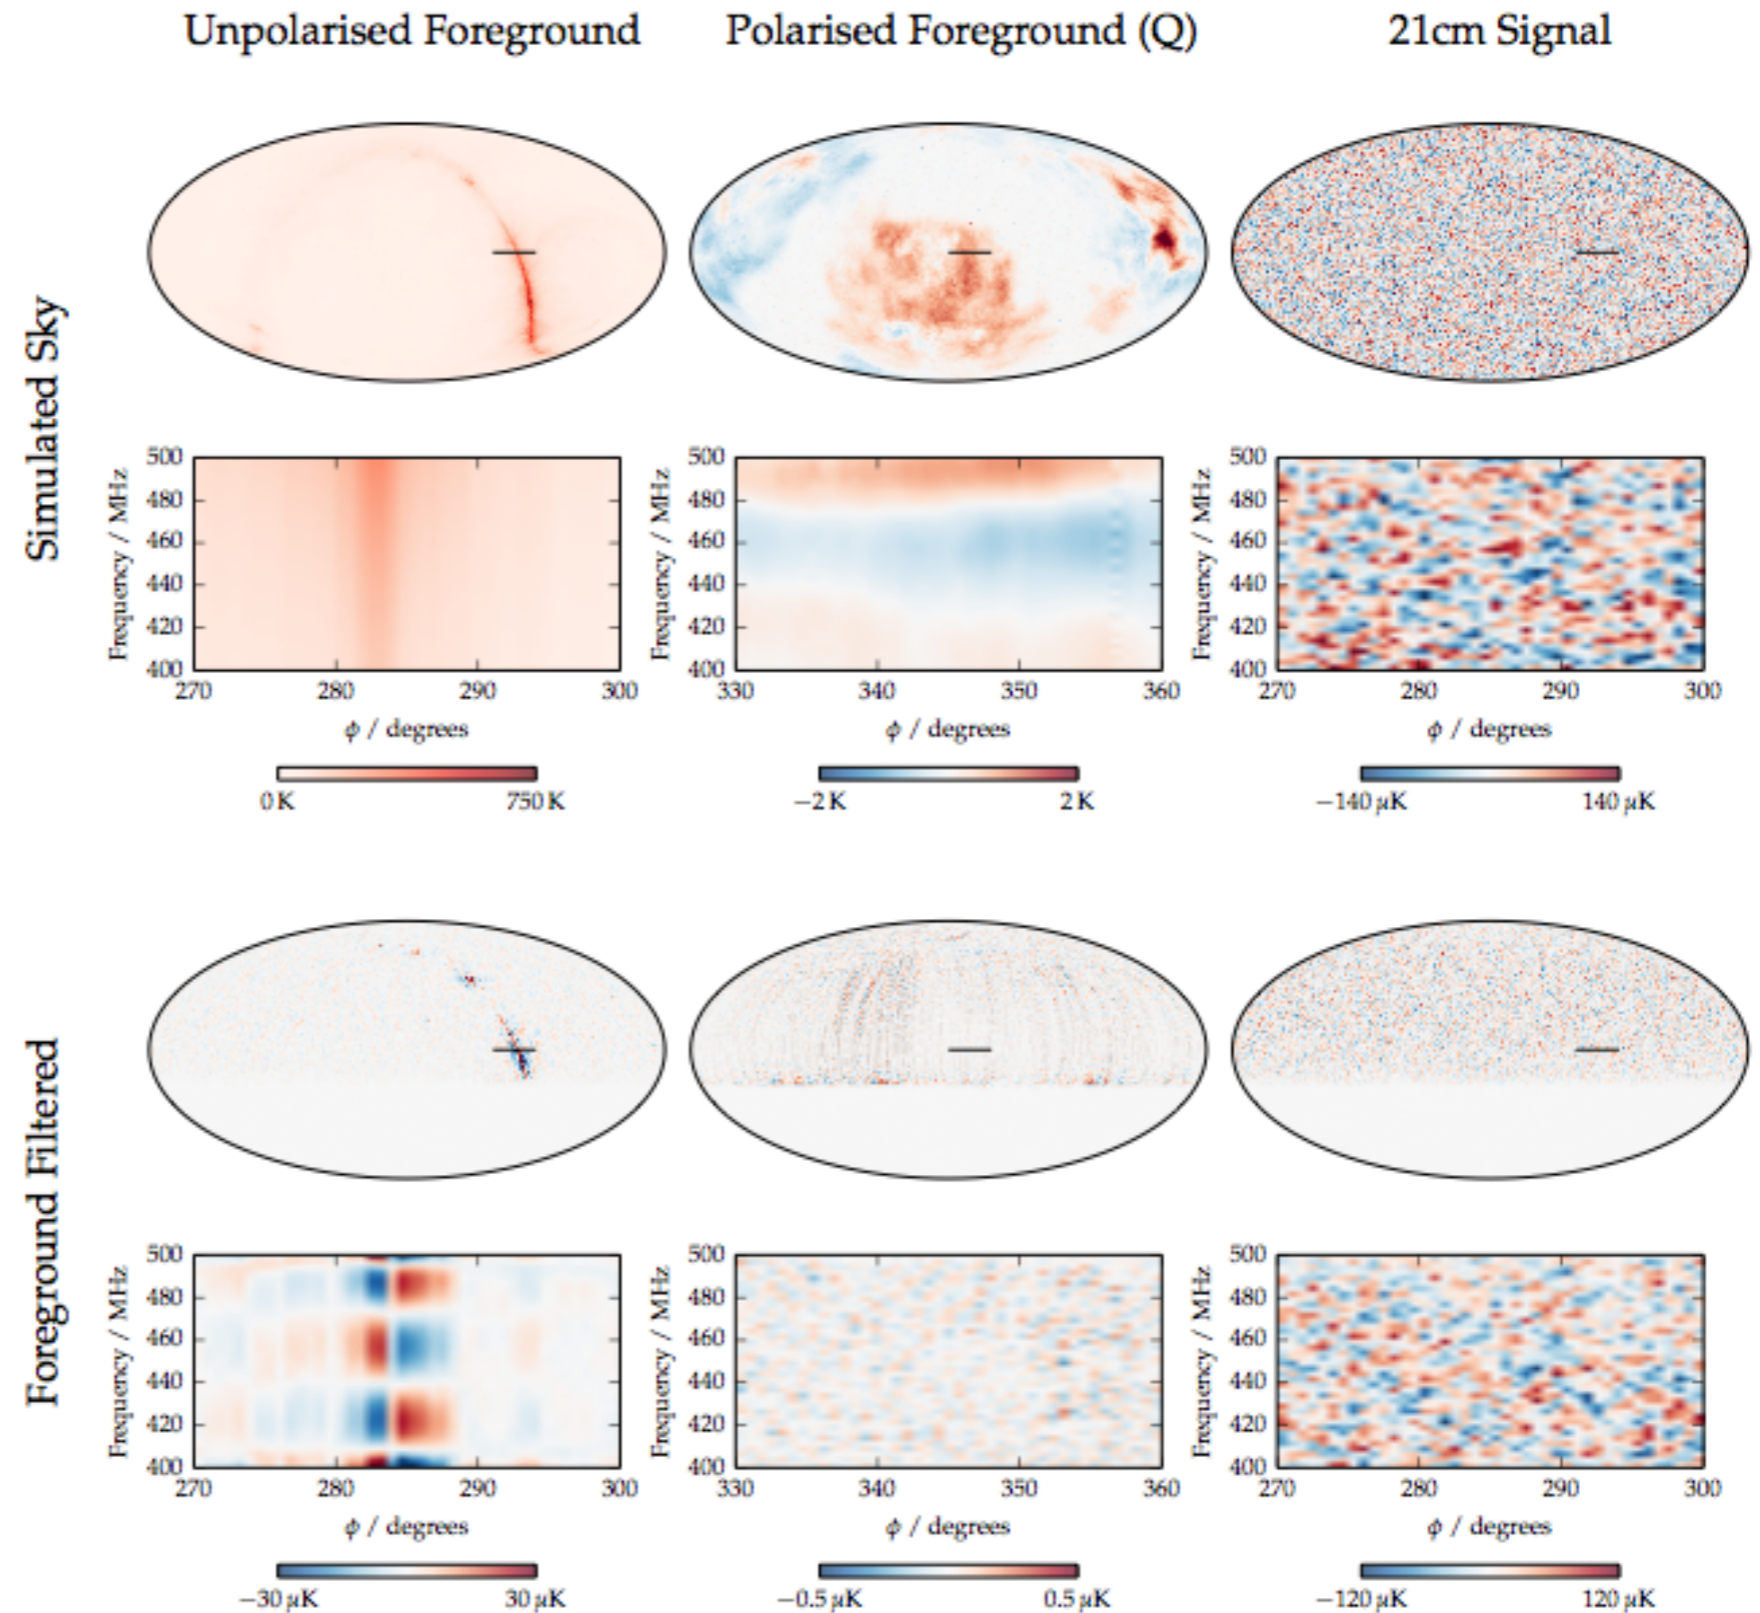 Unpolarised Foreground Polarised Foreground (Q) 21cm Signal
Simulated Sky
Frequency / MHz
500
480
460
440
420
400
270 280 290 300
ϕ / degrees
0 K 750 K
Frequency / MHz
500
480
460
440
420
400
330 340 350 360
ϕ / degrees
−2 K 2 K
Frequency / MHz
500
480
460
440
420
400
270 280 290 300
ϕ / degrees
−140 μK 140 μK
Foreground Filtered
Frequency / MHz
500
480
460
440
420
400
270 280 290 300
ϕ / degrees
−30 μK 30 μK
Frequency / MHz
500
480
460
440
420
400
330 340 350 360
ϕ / degrees
−0.5 μK 0.5 μK
Frequency / MHz
500
480
460
440
420
400
270 280 290 300
ϕ / degrees
−120 μK 120 μK